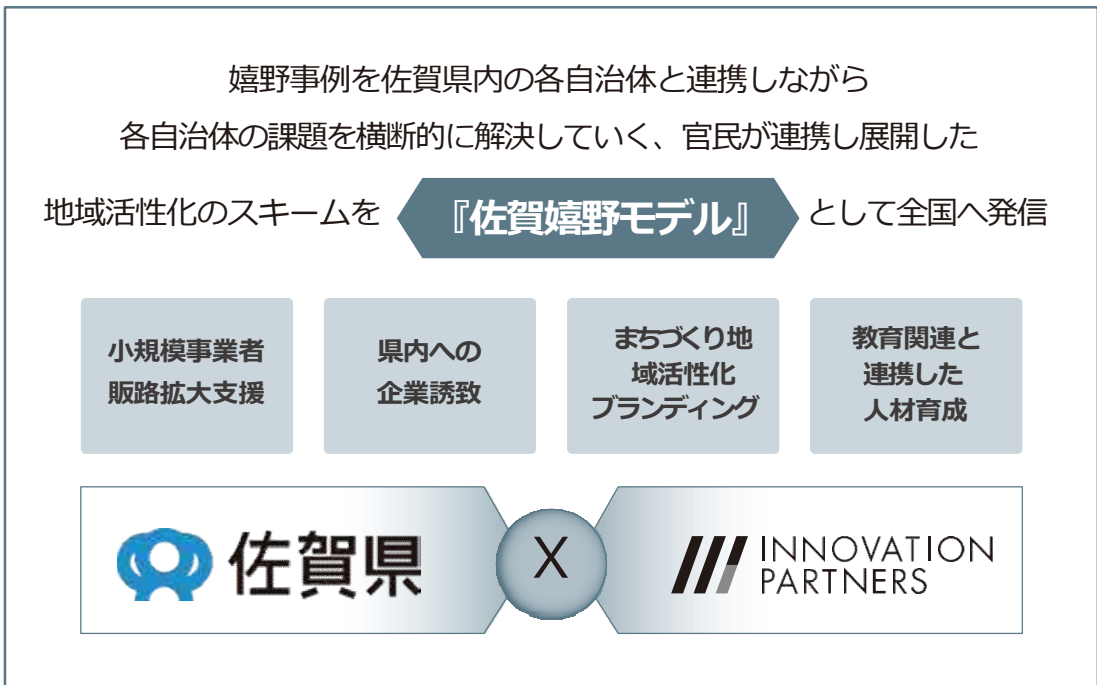 嬉野事例を佐賀県内の各自治体と連携しながら
各自治体の課題を横断的に解決していく、官民が連携し展開した
地域活性化のスキームを 『佐賀嬉野モデル』 として全国へ発信
小規模事業者
販路拡大支援
県内への
企業誘致
まちづくり地
域活性化
ブランディング
教育関連と
連携した
人材育成
佐賀県
X
INNOVATION
PARTNERS